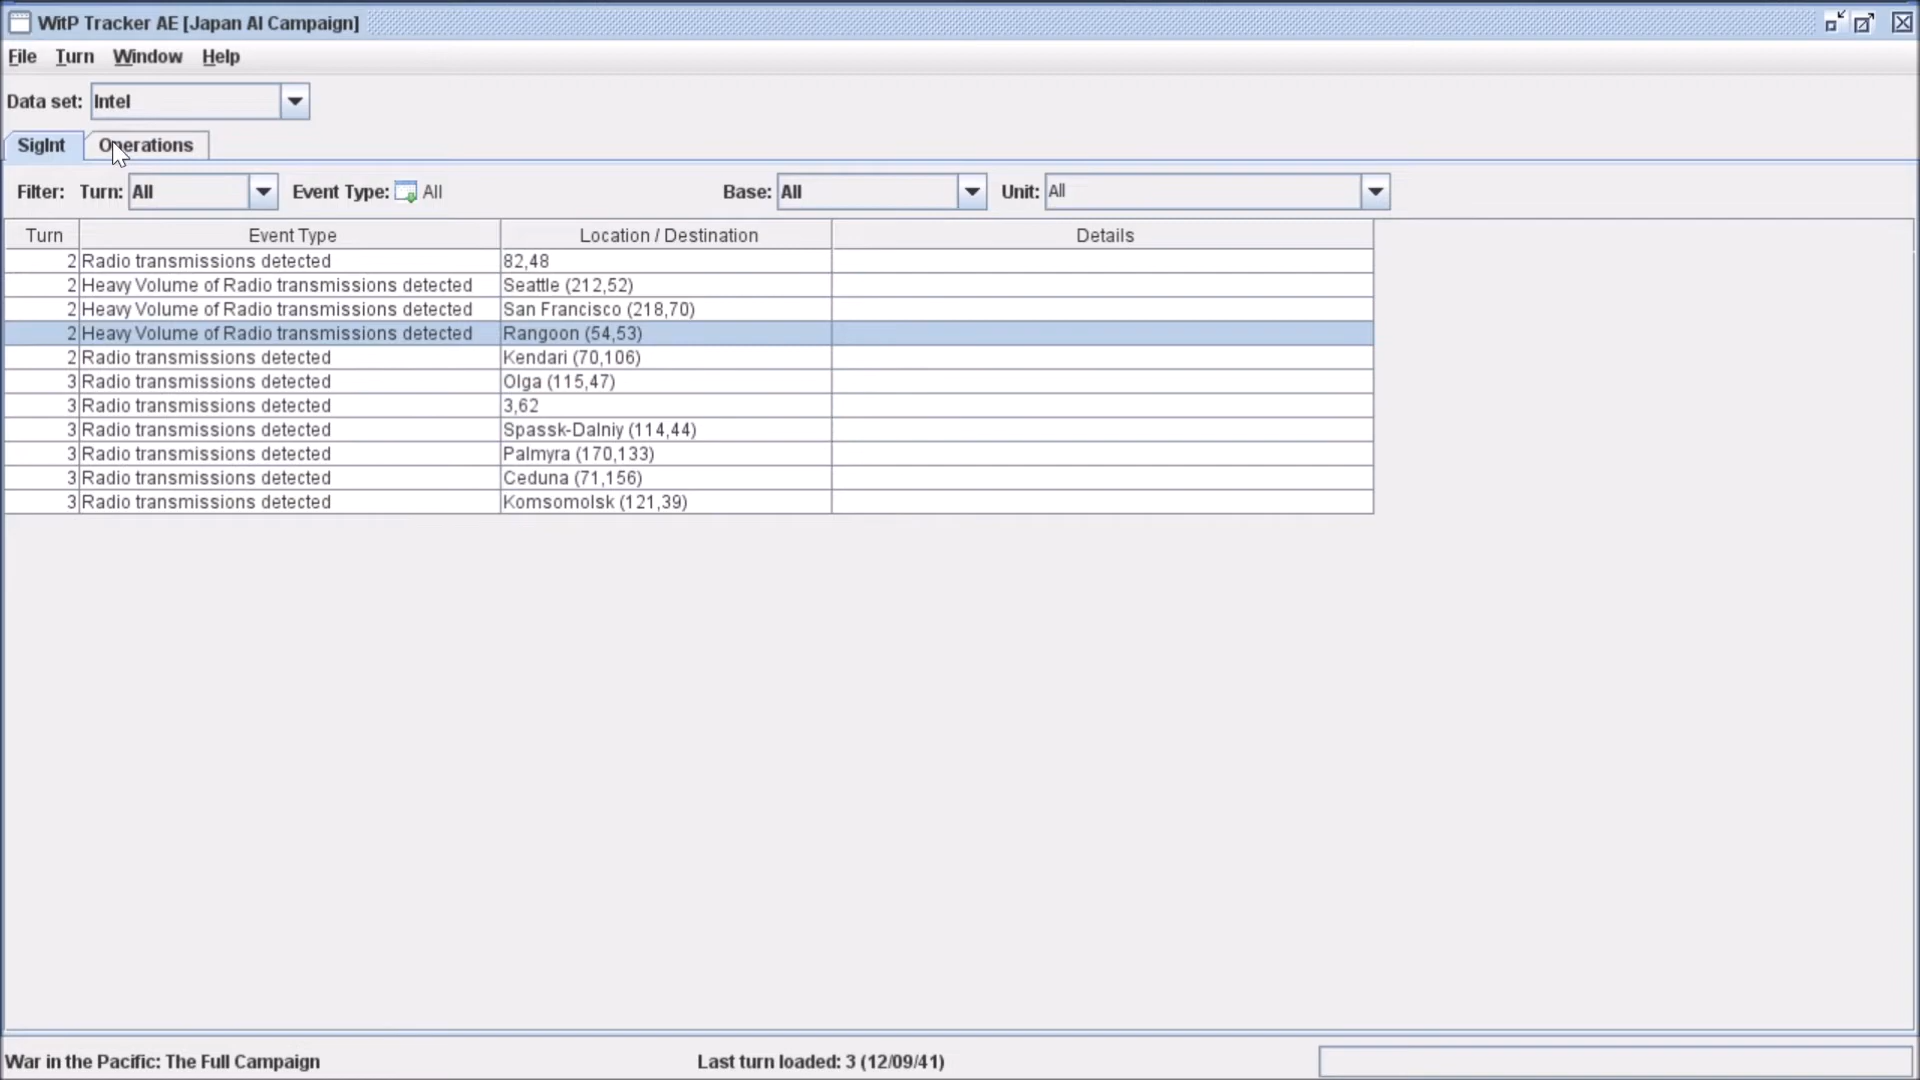 WitP Tracker AE [Japan AI Campaign]
File Turn Window Help
Data set: Intel
SigInt Operations
Filter: Turn: All Event Type: All Base: All Unit: All
Turn Event Type Location / Destination Details
2 Radio transmissions detected 82,48
2 Heavy Volume of Radio transmissions detected Seattle (212,52)
2 Heavy Volume of Radio transmissions detected San Francisco (218,70)
2 Heavy Volume of Radio transmissions detected Rangoon (54,53)
2 Radio transmissions detected Kendari (70,106)
3 Radio transmissions detected Olga (115,47)
3 Radio transmissions detected 3,62
3 Radio transmissions detected Spassk-Dalniy (114,44)
3 Radio transmissions detected Palmyra (170,133)
3 Radio transmissions detected Ceduna (71,156)
3 Radio transmissions detected Komsomolsk (121,39)
War in the Pacific: The Full Campaign Last turn loaded: 3 (12/09/41)